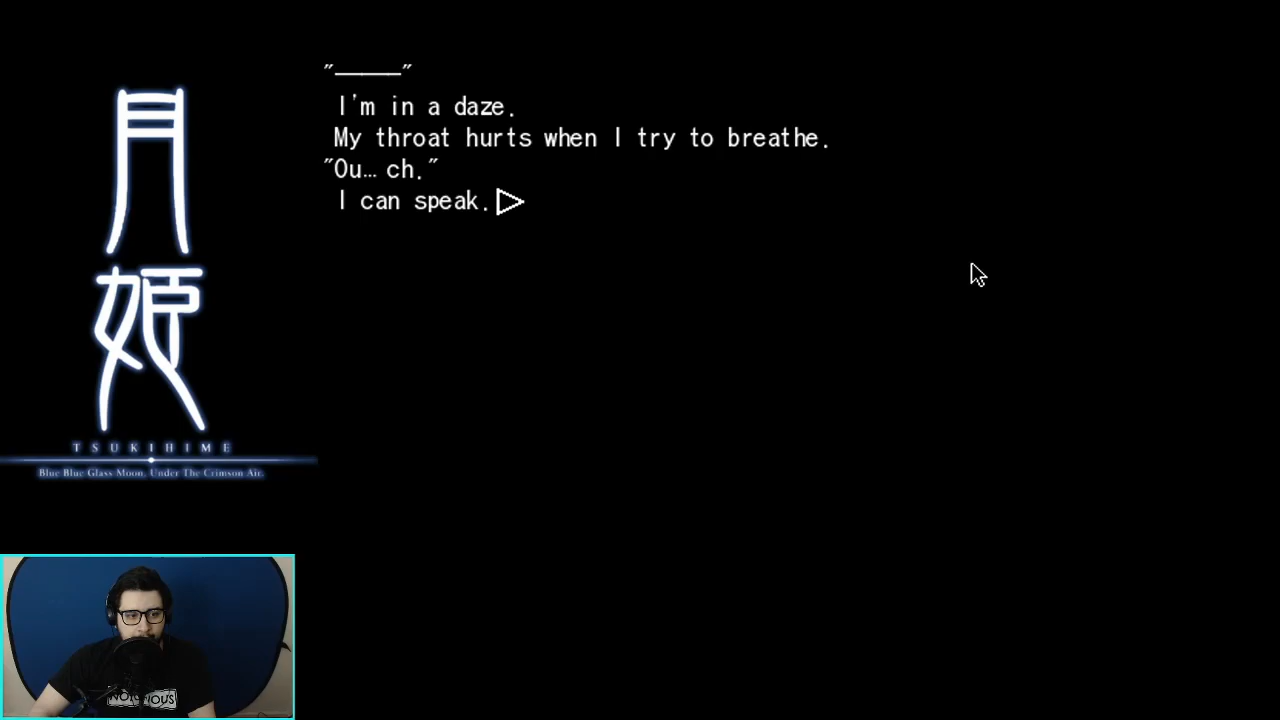 "―――――"
I'm in a daze.
My throat hurts when I try to breathe.
"Ou… ch."
I can speak.
月姫
TSUKIHIME
Blue Blue Glass Moon, Under The Crimson Air.
NOTORIOUS